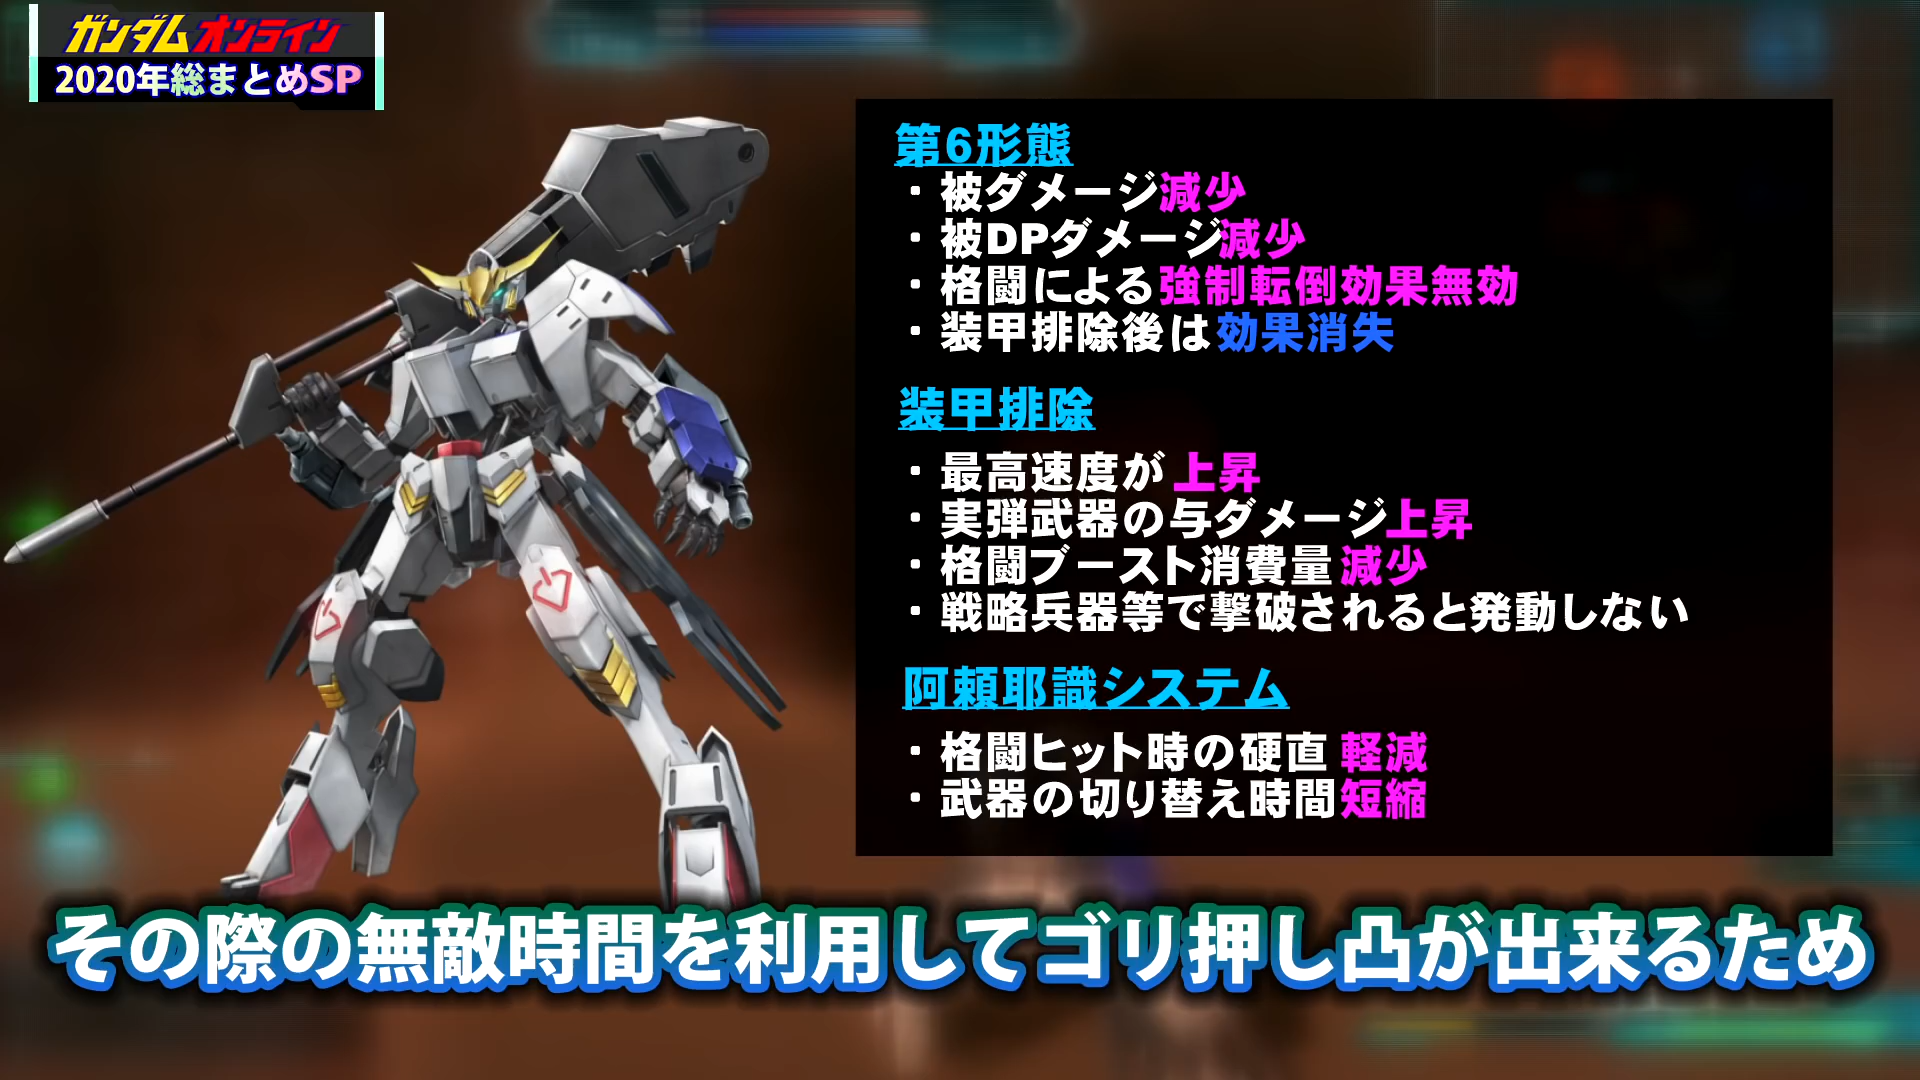 ガンダムオンライン
2020年総まとめSP
第6形態
・被ダメージ減少
・被DPダメージ減少
・格闘による強制転倒効果無効
・装甲排除後は効果消失
装甲排除
・最高速度が上昇
・実弾武器の与ダメージ上昇
・格闘ブースト消費量減少
・戦略兵器等で撃破されると発動しない
阿頼耶識システム
・格闘ヒット時の硬直軽減
・武器の切り替え時間短縮
その際の無敵時間を利用してゴリ押し凸が出来るため